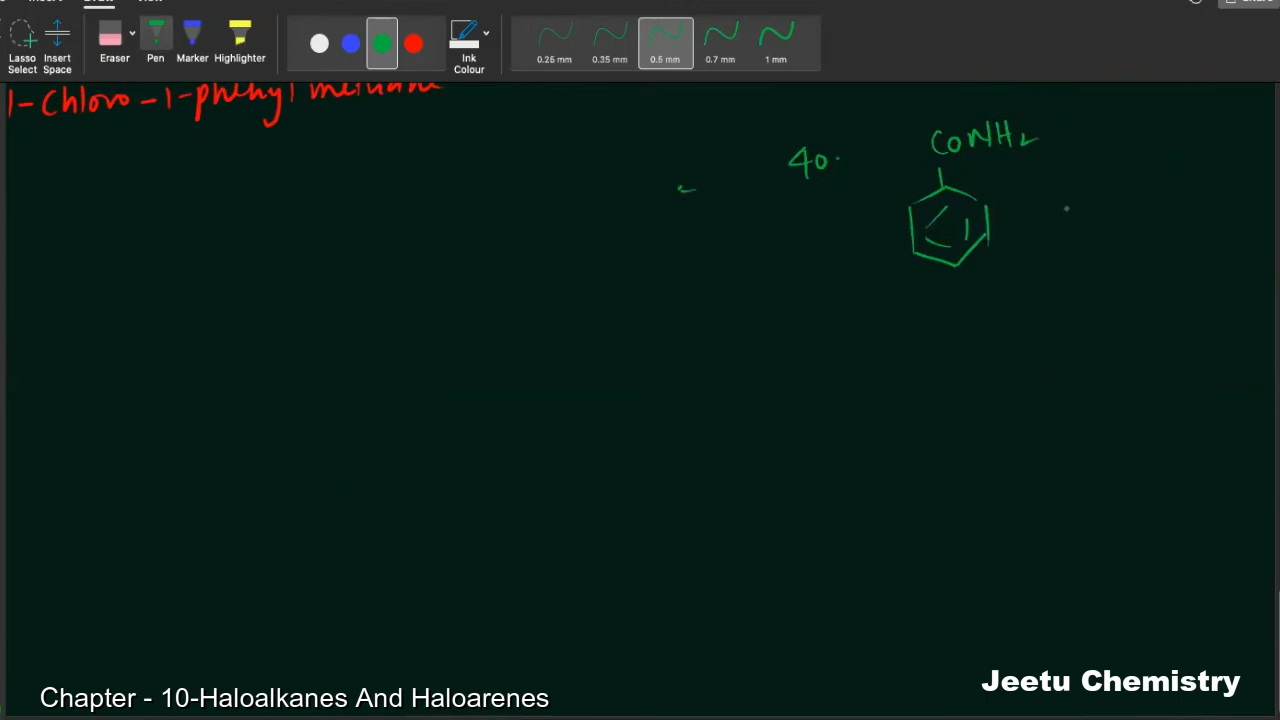 Lasso Select
Insert Space
Eraser
Pen
Marker
Highlighter
Ink Colour
0.25 mm
0.35 mm
0.5 mm
0.7 mm
1 mm
1-Chloro-1-phenyl methane
40.
CoNH2
Jeetu Chemistry
Chapter - 10-Haloalkanes And Haloarenes